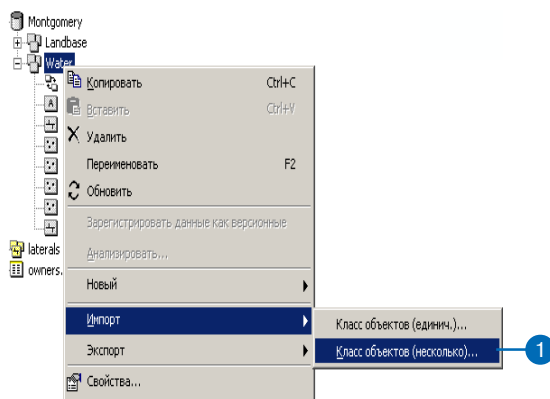 Montgomery
Landbase
Water
Копировать Ctrl+C
Вставить Ctrl+V
Удалить
Переименовать F2
Обновить
A
Зарегистрировать данные как версионные
laterals
Анализировать...
owners.
Новый
Импорт
Класс объектов (единич.)...
Экспорт
Класс объектов (несколько)... 1
Свойства...